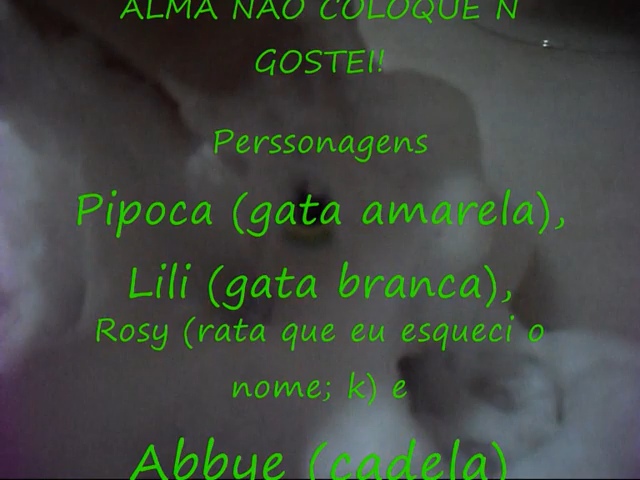 ALMA NÃO COLOQUE N
GOSTEI!
Perssonagens
Pipoca (gata amarela),
Lili (gata branca),
Rosy (rata que eu esqueci o
nome; k) e
Abbye (cadela)